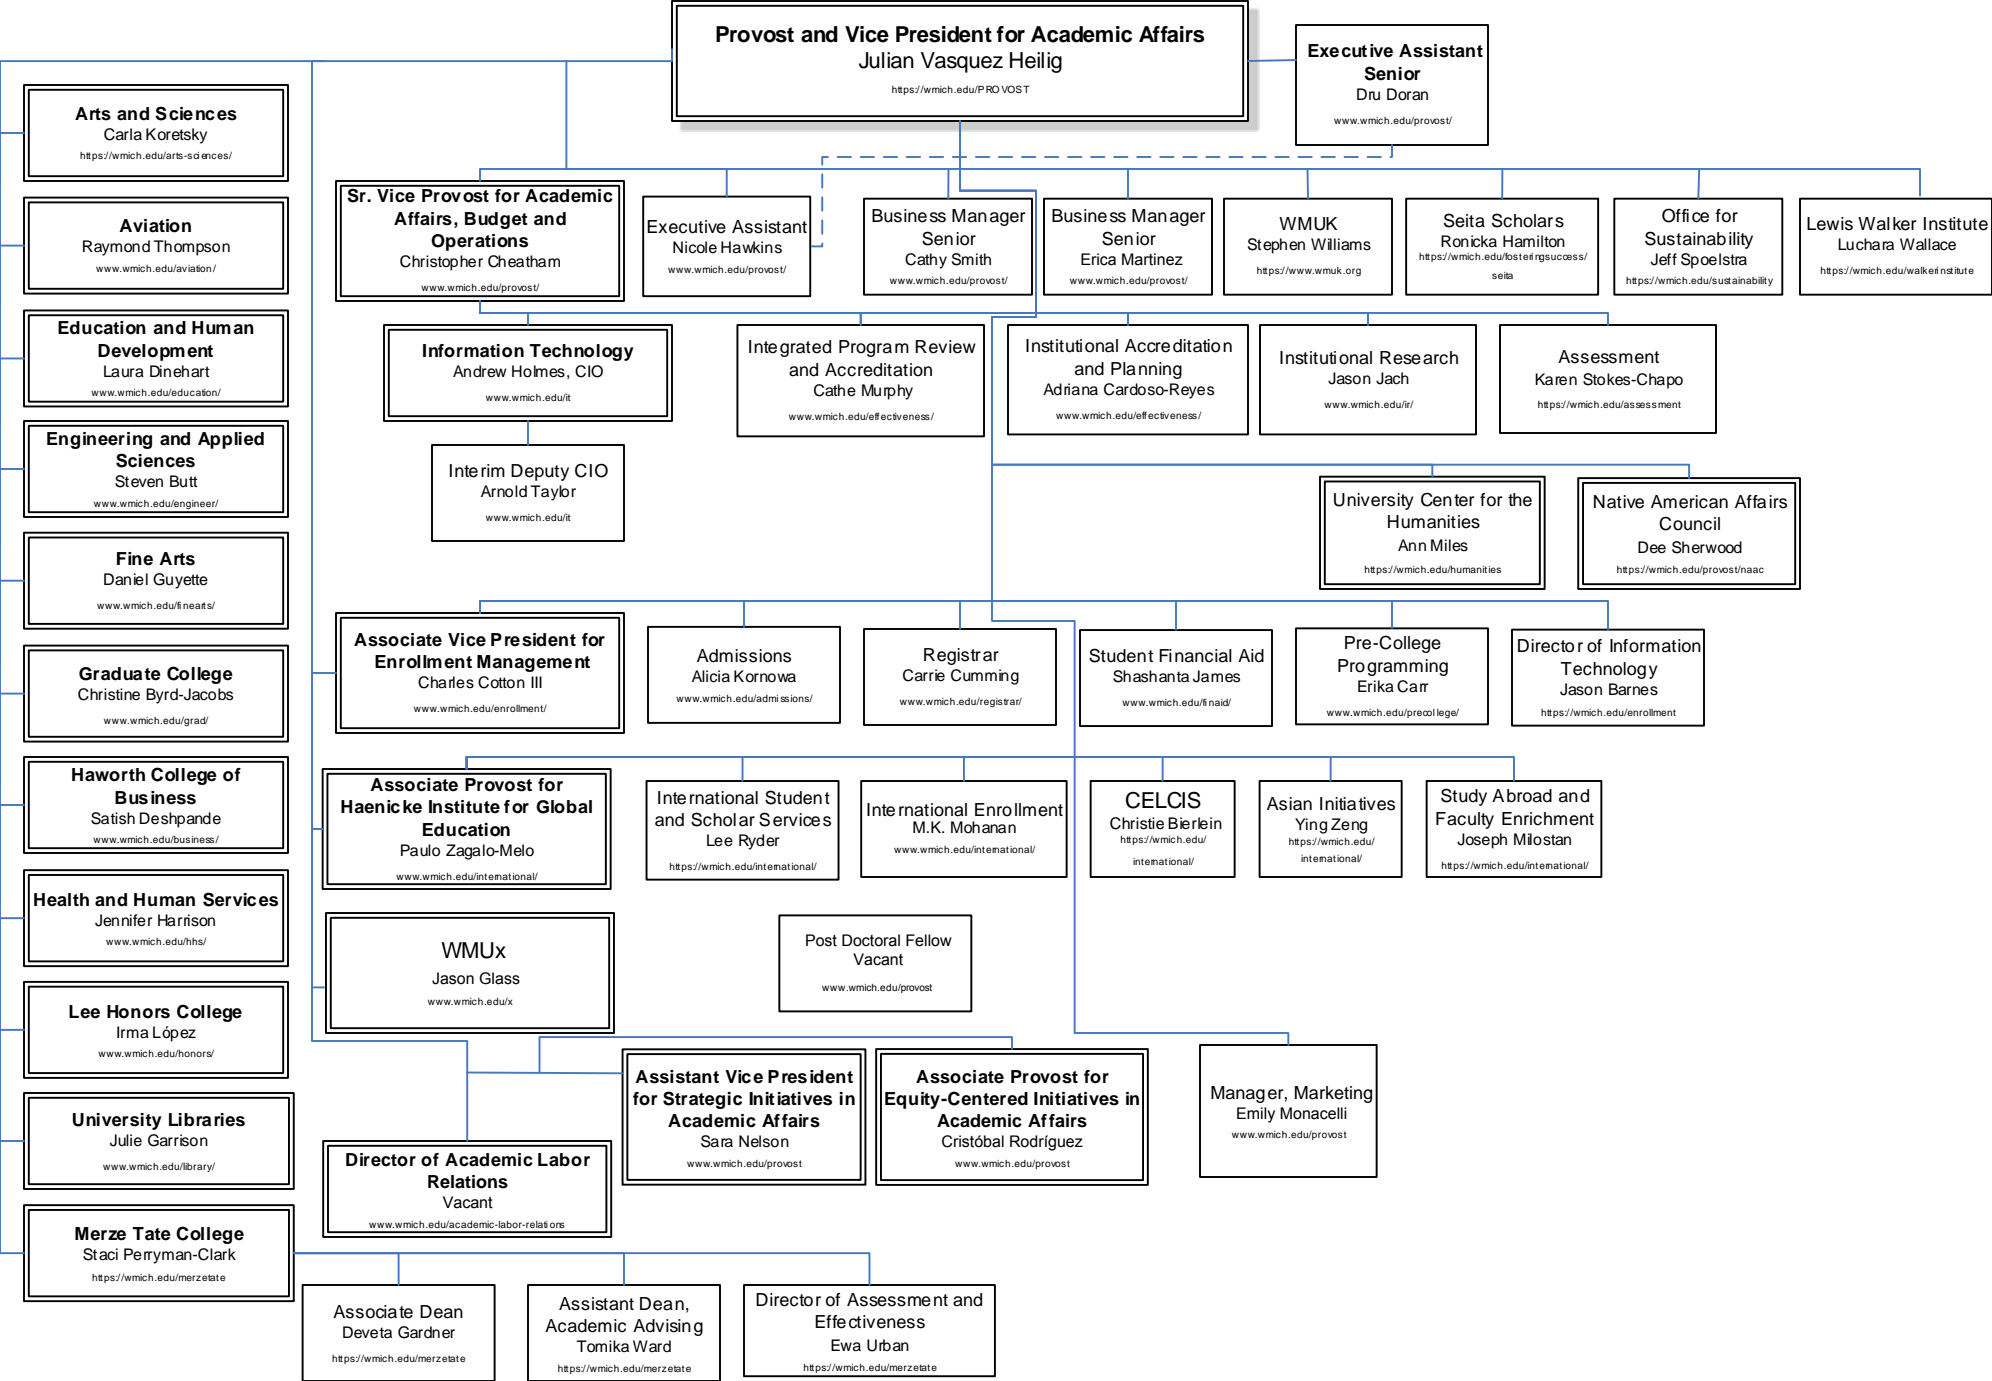 Provost and Vice President for Academic Affairs
Julian Vasquez Heilig
https://wmich.edu/PROVOST
Executive Assistant
Senior
Dru Doran
www.wmich.edu/provost/
Arts and Sciences
Carla Koretsky
https://wmich.edu/arts-sciences/
Aviation
Raymond Thompson
www.wmich.edu/aviation/
Education and Human
Development
Laura Dinehart
www.wmich.edu/education/
Engineering and Applied
Sciences
Steven Butt
www.wmich.edu/engineer/
Fine Arts
Daniel Guyette
www.wmich.edu/finearts/
Graduate College
Christine Byrd-Jacobs
www.wmich.edu/grad/
Haworth College of
Business
Satish Deshpande
www.wmich.edu/business/
Health and Human Services
Jennifer Harrison
www.wmich.edu/hhs/
Lee Honors College
Irma López
www.wmich.edu/honors/
University Libraries
Julie Garrison
www.wmich.edu/library/
Merze Tate College
Staci Perryman-Clark
https://wmich.edu/merzetate
Sr. Vice Provost for Academic
Affairs, Budget and
Operations
Christopher Cheatham
www.wmich.edu/provost/
Executive Assistant
Nicole Hawkins
www.wmich.edu/provost/
Business Manager
Senior
Cathy Smith
www.wmich.edu/provost/
Business Manager
Senior
Erica Martinez
www.wmich.edu/provost/
WMUK
Stephen Williams
https://www.wmuk.org
Seita Scholars
Ronicka Hamilton
https://wmich.edu/fosteringsuccess/
seita
Office for
Sustainability
Jeff Spoelstra
https://wmich.edu/sustainability
Lewis Walker Institute
Luchara Wallace
https://wmich.edu/walkerinstitute
Information Technology
Andrew Holmes, CIO
www.wmich.edu/it
Integrated Program Review
and Accreditation
Cathe Murphy
www.wmich.edu/effectiveness/
Institutional Accreditation
and Planning
Adriana Cardoso-Reyes
www.wmich.edu/effectiveness/
Institutional Research
Jason Jach
www.wmich.edu/ir/
Assessment
Karen Stokes-Chapo
https://wmich.edu/assessment
Interim Deputy CIO
Arnold Taylor
www.wmich.edu/it
University Center for the
Humanities
Ann Miles
https://wmich.edu/humanities
Native American Affairs
Council
Dee Sherwood
https://wmich.edu/provost/naac
Associate Vice President for
Enrollment Management
Charles Cotton III
www.wmich.edu/enrollment/
Admissions
Alicia Kornowa
www.wmich.edu/admissions/
Registrar
Carrie Cumming
www.wmich.edu/registrar/
Student Financial Aid
Shashanta James
www.wmich.edu/finaid/
Pre-College
Programming
Erika Carr
www.wmich.edu/precollege/
Director of Information
Technology
Jason Barnes
https://wmich.edu/enrollment
Associate Provost for
Haenicke Institute for Global
Education
Paulo Zagalo-Melo
www.wmich.edu/international/
International Student
and Scholar Services
Lee Ryder
https://wmich.edu/international/
International Enrollment
M.K. Mohanan
www.wmich.edu/international/
CELCIS
Christie Bierlein
https://wmich.edu/
international/
Asian Initiatives
Ying Zeng
https://wmich.edu/
international/
Study Abroad and
Faculty Enrichment
Joseph Milostan
https://wmich.edu/international/
WMUx
Jason Glass
www.wmich.edu/x
Post Doctoral Fellow
Vacant
www.wmich.edu/provost
Assistant Vice President
for Strategic Initiatives in
Academic Affairs
Sara Nelson
www.wmich.edu/provost
Associate Provost for
Equity-Centered Initiatives in
Academic Affairs
Cristóbal Rodríguez
www.wmich.edu/provost
Manager, Marketing
Emily Monacelli
www.wmich.edu/provost
Director of Academic Labor
Relations
Vacant
www.wmich.edu/academic-labor-relations
Associate Dean
Deveta Gardner
https://wmich.edu/merzetate
Assistant Dean,
Academic Advising
Tomika Ward
https://wmich.edu/merzetate
Director of Assessment and
Effectiveness
Ewa Urban
https://wmich.edu/merzetate